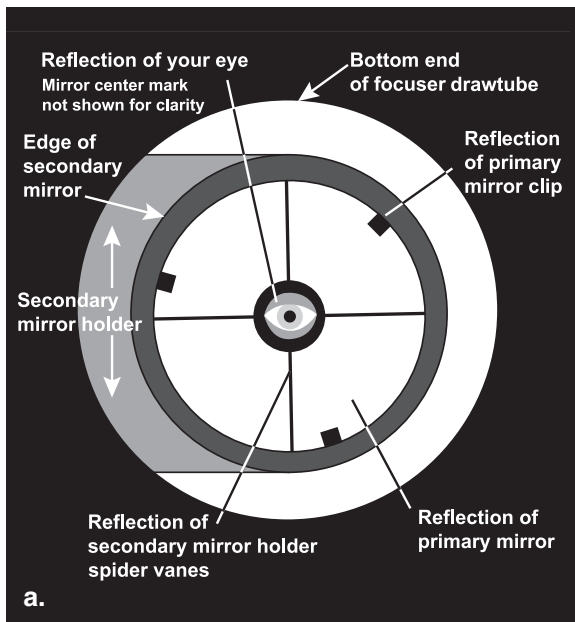 Reflection of your eye
Mirror center mark
not shown for clarity
Bottom end
of focuser drawtube
Edge of
secondary
mirror
Reflection
of primary
mirror clip
Secondary
mirror holder
Reflection of
secondary mirror holder
spider vanes
Reflection of
primary mirror
a.